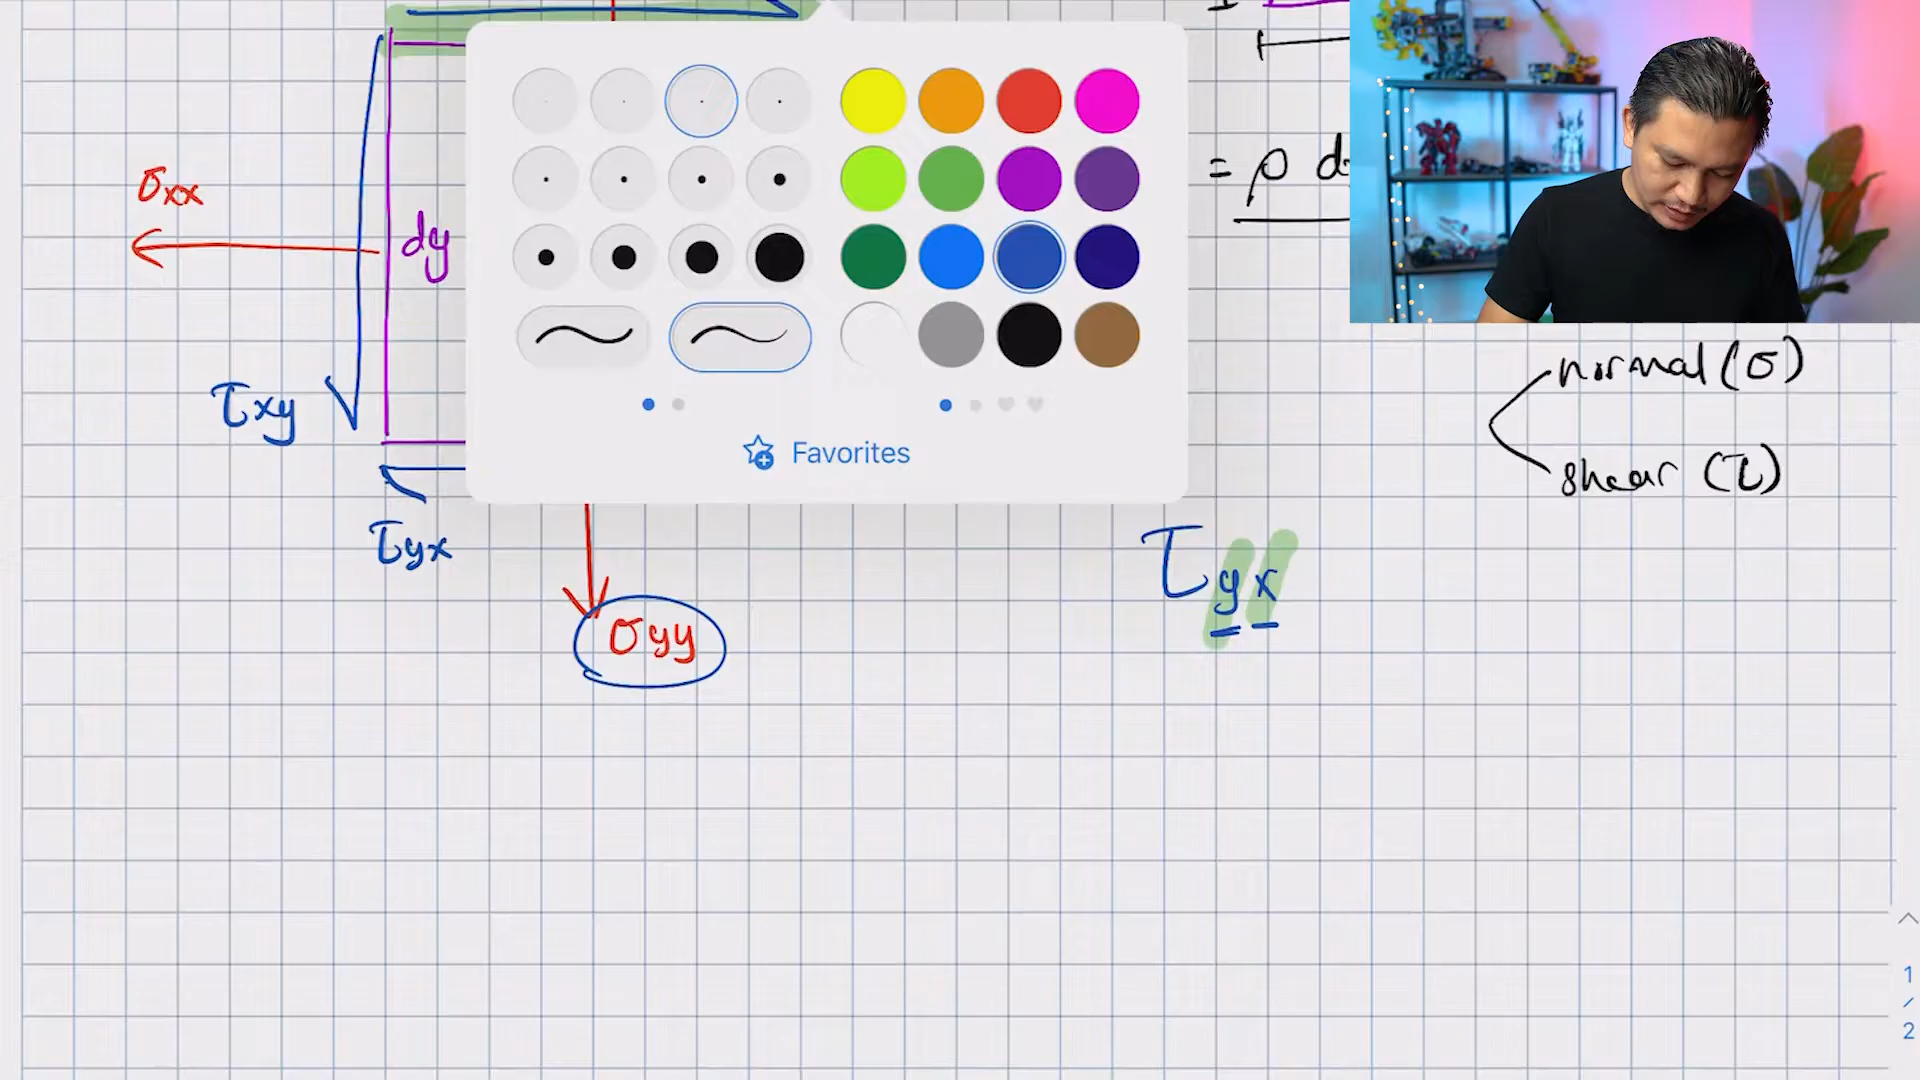 σxx
dy
= ρ d
normal (σ)
τxy
shear (τ)
Favorites
τyx
τyx
σyy
1
/
2